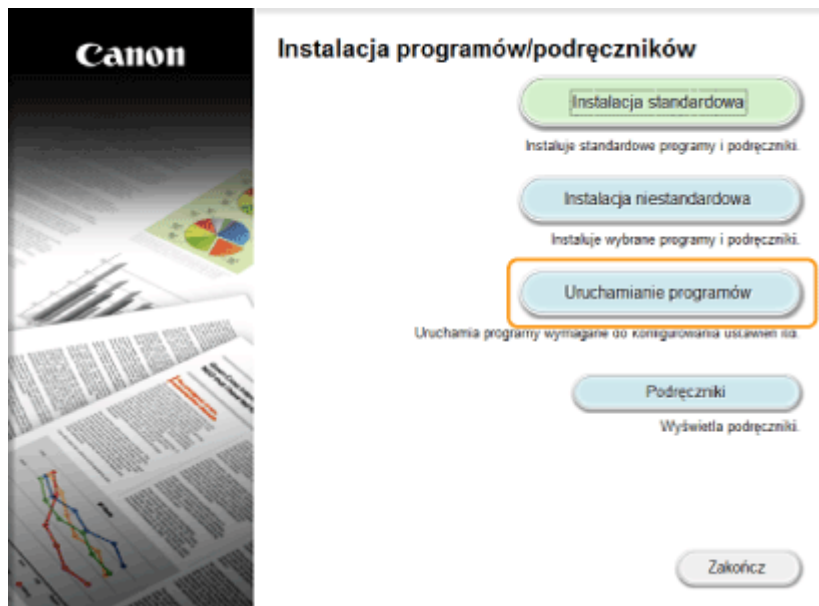 Canon
Instalacja programów/podręczników
Instalacja standardowa
Instaluje standardowe programy i podręczniki.
Instalacja niestandardowa
Instaluje wybrane programy i podręczniki.
Uruchamianie programów
Uruchamia programy wymagane do konfigurowania ustawień itd.
Podręczniki
Wyświetla podręczniki.
Zakończ